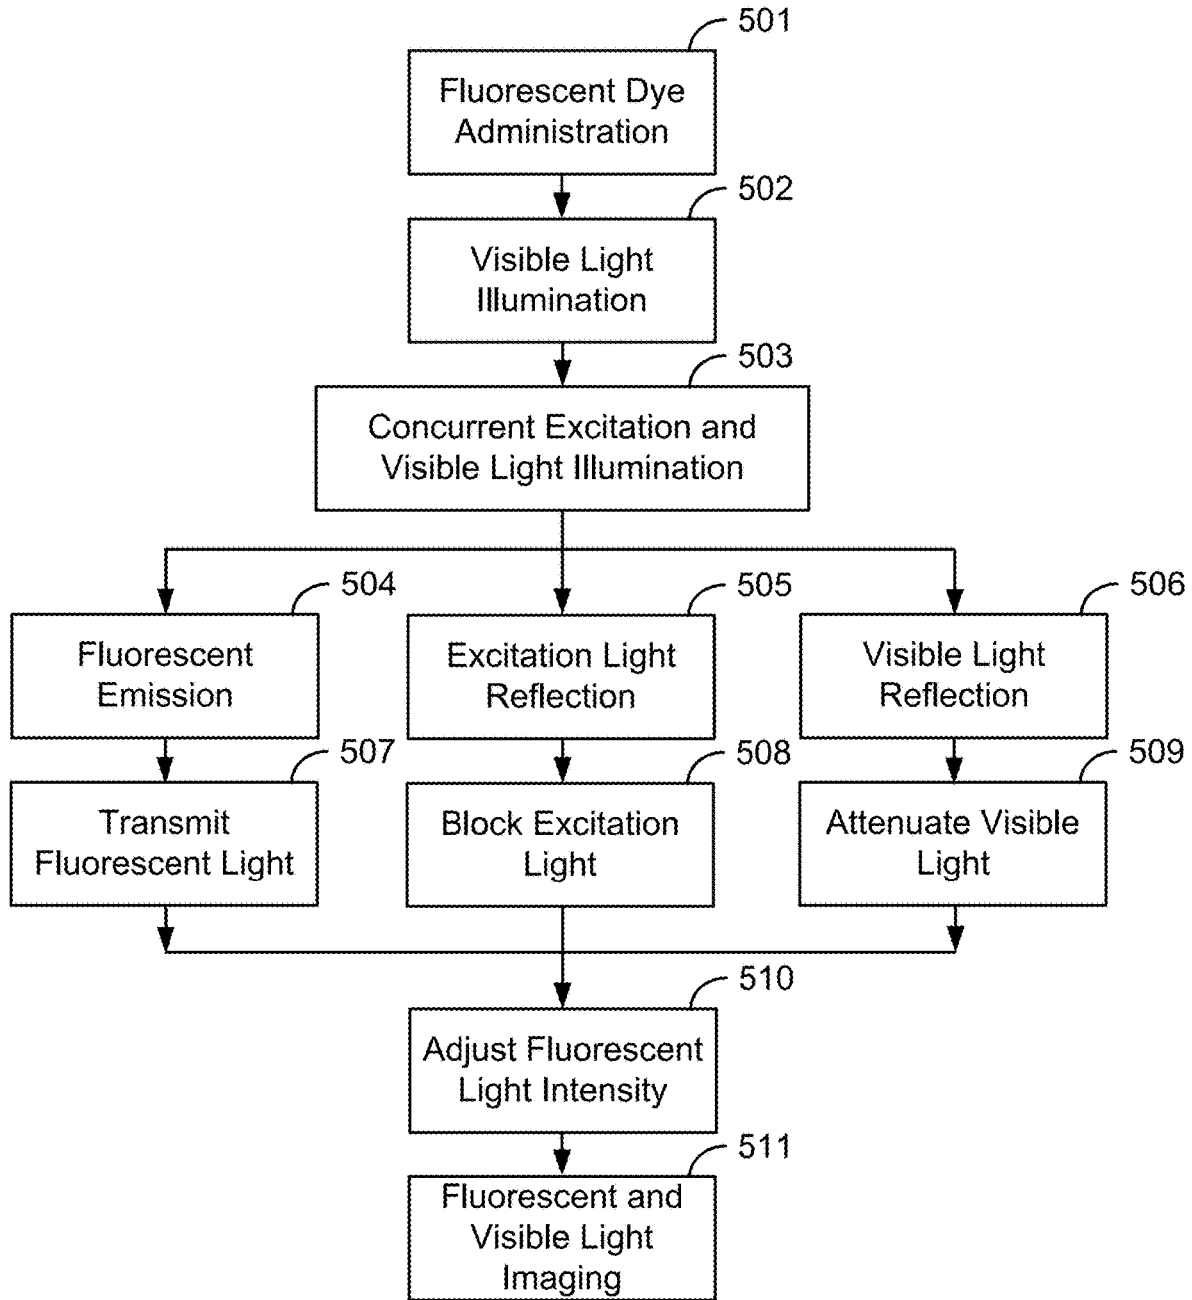 501
Fluorescent Dye
Administration
502
Visible Light
Illumination
503
Concurrent Excitation and
Visible Light Illumination
504
Fluorescent
Emission
505
Excitation Light
Reflection
506
Visible Light
Reflection
507
Transmit
Fluorescent Light
508
Block Excitation
Light
509
Attenuate Visible
Light
510
Adjust Fluorescent
Light Intensity
511
Fluorescent and
Visible Light
Imaging